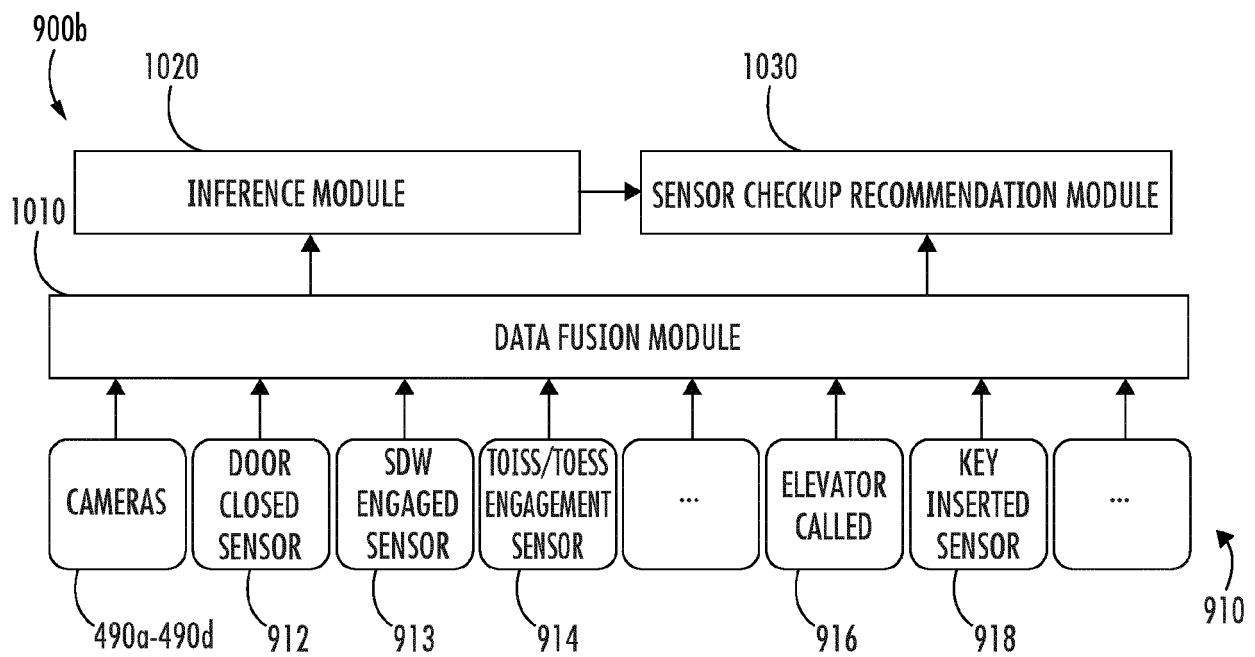 900b
1020
1030
INFERENCE MODULE
SENSOR CHECKUP RECOMMENDATION MODULE
1010
DATA FUSION MODULE
CAMERAS
DOOR
CLOSED
SENSOR
SDW
ENGAGED
SENSOR
TOISS/TOESS
ENGAGEMENT
SENSOR
...
ELEVATOR
CALLED
KEY
INSERTED
SENSOR
...
490a-490d
912
913
914
916
918
910